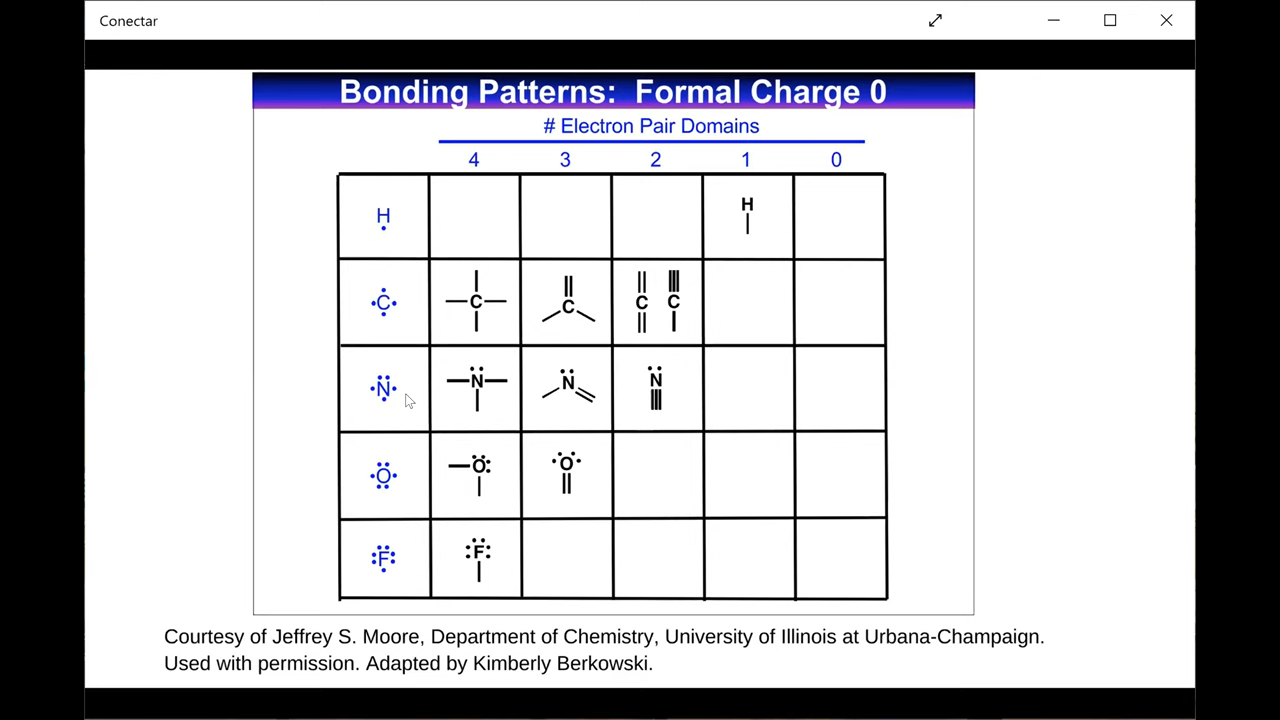 Conectar
Bonding Patterns: Formal Charge 0
# Electron Pair Domains
4 3 2 1 0
H H
C C C C C
N N N N
O O O
F F
Courtesy of Jeffrey S. Moore, Department of Chemistry, University of Illinois at Urbana-Champaign.
Used with permission. Adapted by Kimberly Berkowski.